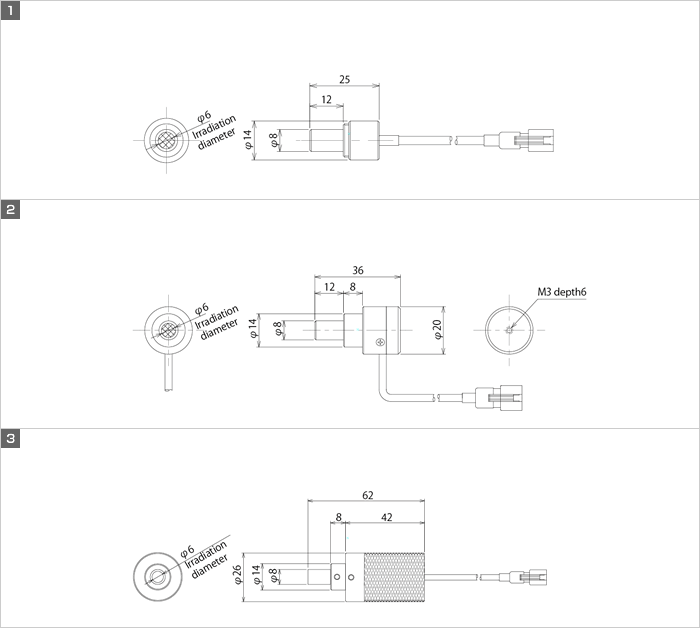 1
25
12
φ6
Irradiation
diameter
φ14
φ8
2
36
12
8
φ6
Irradiation
diameter
φ14
φ8
φ20
M3 depth6
3
62
8
42
φ6
Irradiation
diameter
φ26
φ14
φ8